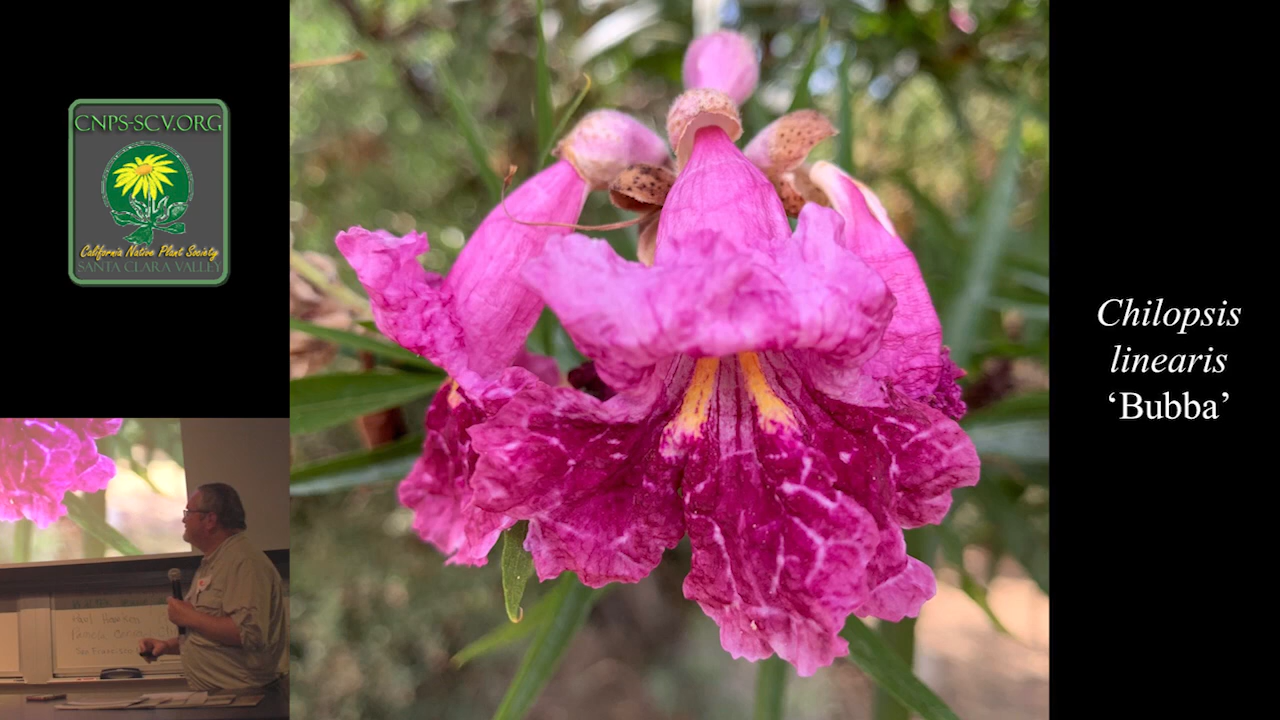 CNPS-SCV.ORG
California Native Plant Society
SANTA CLARA VALLEY
Chilopsis
linearis
‘Bubba’